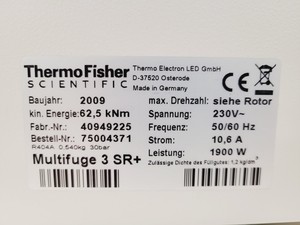 ThermoFisher
SCIENTIFIC
Thermo Electron LED GmbH
D-37520 Osterode
Made in Germany
CE
Baujahr: 2009
max. Drehzahl: siehe Rotor
kin. Energie: 62,5 kNm
Spannung: 230V~
Fabr.-Nr.: 40949225
Frequenz: 50/60 Hz
Bestell-Nr.: 75004371
Strom: 10,6 A
R404A 0,540kg 30bar
Leistung: 1900 W
Multifuge 3 SR+
Zulässige Dichte des Füllgutes: 1,2 kg/dm³